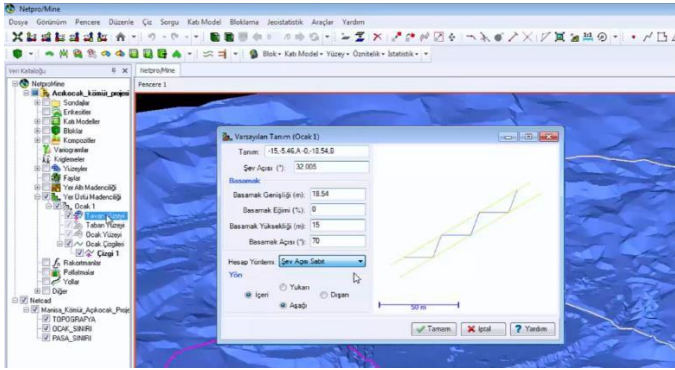 Netpro/Mine
Dosya Görünüm Pencere Düzenle Çiz Sorgu Katı Model Bloklama Jeoistatistik Araçlar Yardım
Blok Katı Model Yüzey Öznitelik İstatistik
Veri Kataloğu
Netpro/Mine
Pencere 1
NetproMine
Açıkocak_kömür_projesi
Sondajlar
Enkesitler
Katı Modeller
Bloklar
Kompozitler
Variogramlar
Kriglemeler
Yüzeyler
Faylar
Yer Altı Madenciliği
Yer Üstü Madenciliği
Ocak 1
Tavan Yüzeyi
Taban Yüzeyi
Ocak Yüzeyi
Ocak Çizgileri
Çizgi 1
Rakortmanlar
Patlatmalar
Yollar
Diğer
Netcad
Manisa_Kömür_Açıkocak_Proje
TOPOGRAFYA
OCAK_SINIRI
PASA_SINIRI
Varsayılan Tanım (Ocak 1)
Tanım: -15,-5.46,A -0,-18.54,B
Şev Açısı (°): 32.005
Basamak
Basamak Genişliği (m): 18.54
Basamak Eğimi (%): 0
Basamak Yüksekliği (m): 15
Basamak Açısı (°): 70
Hesap Yöntemi: Şev Açısı Sabit
Yön
İçeri
Yukarı
Dışarı
Aşağı
50 m
Tamam
İptal
Yardım